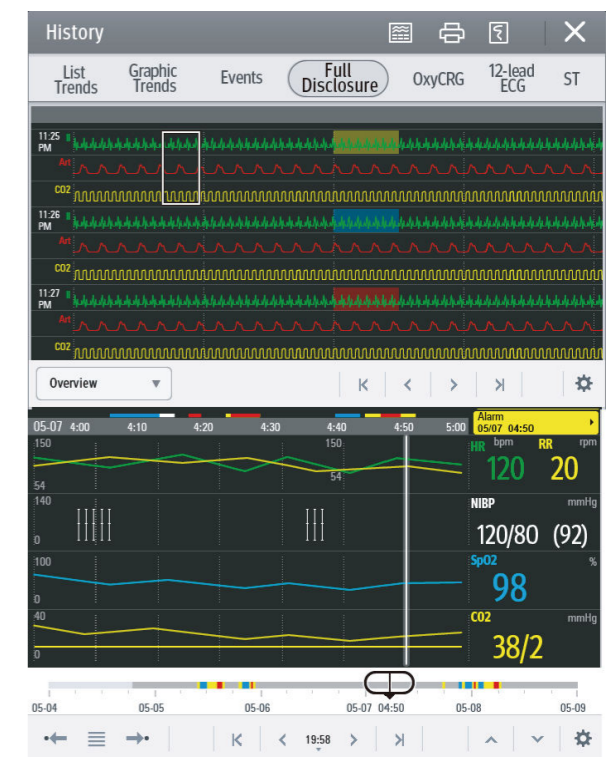 History
List Trends Graphic Trends Events Full Disclosure OxyCRG 12-lead ECG ST
11:25 PM II
Art
CO2
11:26 PM II
Art
CO2
11:27 PM II
Art
CO2
Overview
05-07 4:00 4:10 4:20 4:30 4:40 4:50 5:00
Alarm
05/07 04:50
150 150
54 54
HR bpm RR rpm
120 20
140
0
NIBP mmHg
120/80 (92)
100
0
SpO2 %
98
40
0
CO2 mmHg
38/2
05-04 05-05 05-06 05-07 04:50 05-08 05-09
19:58